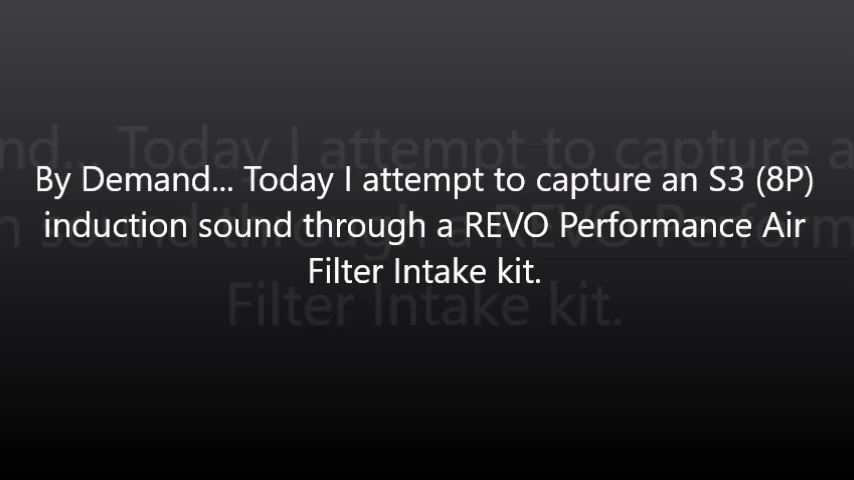 By Demand... Today I attempt to capture an S3 (8P)
induction sound through a REVO Performance Air
Filter Intake kit.